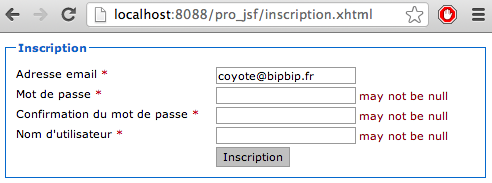 localhost:8088/pro_jsf/inscription.xhtml
Inscription
Adresse email * coyote@bipbip.fr
Mot de passe * may not be null
Confirmation du mot de passe * may not be null
Nom d'utilisateur * may not be null
Inscription